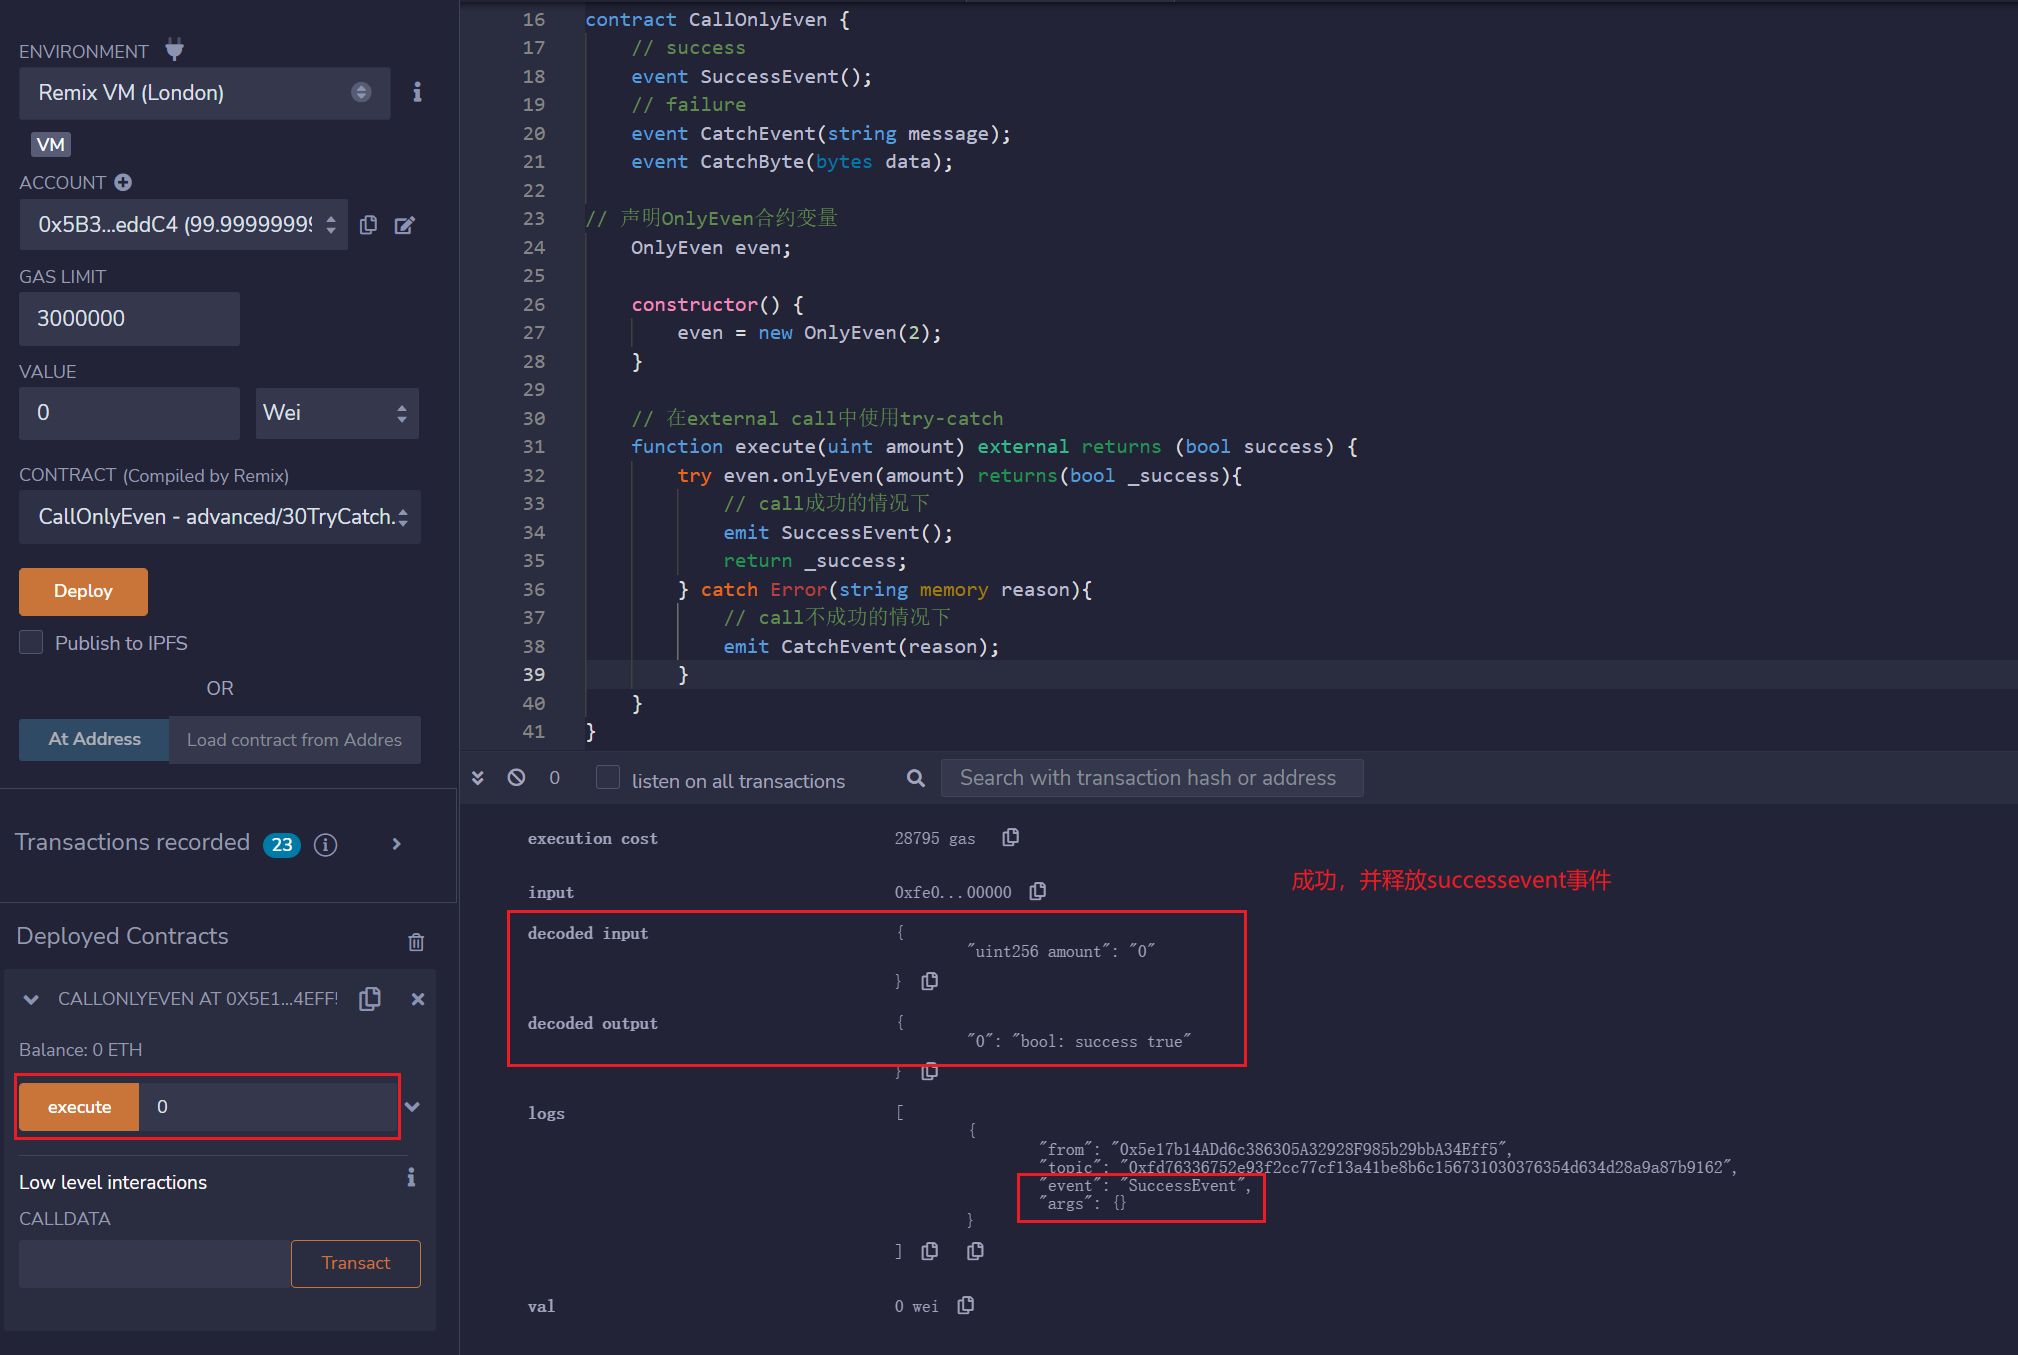 ENVIRONMENT
Remix VM (London)
VM
ACCOUNT
0x5B3...eddC4 (99.99999999
GAS LIMIT
3000000
VALUE
0
Wei
CONTRACT (Compiled by Remix)
CallOnlyEven - advanced/30TryCatch.
Deploy
Publish to IPFS
OR
At Address
Load contract from Addres
Transactions recorded 23
Deployed Contracts
CALLONLYEVEN AT 0X5E1...4EFF!
Balance: 0 ETH
execute 0
Low level interactions
CALLDATA
Transact
16 contract CallOnlyEven {
17 // success
18 event SuccessEvent();
19 // failure
20 event CatchEvent(string message);
21 event CatchByte(bytes data);
22
23 // 声明OnlyEven合约变量
24 OnlyEven even;
25
26 constructor() {
27 even = new OnlyEven(2);
28 }
29
30 // 在external call中使用try-catch
31 function execute(uint amount) external returns (bool success) {
32 try even.onlyEven(amount) returns(bool _success){
33 // call成功的情况下
34 emit SuccessEvent();
35 return _success;
36 } catch Error(string memory reason){
37 // call不成功的情况下
38 emit CatchEvent(reason);
39 }
40 }
41 }
0 listen on all transactions Search with transaction hash or address
execution cost 28795 gas
成功，并释放successevent事件
input 0xfe0...00000
decoded input {
"uint256 amount": "0"
}
decoded output {
"0": "bool: success true"
}
logs [
{
"from": "0x5e17b14ADd6c386305A32928F985b29bbA34Eff5",
"topic": "0xfd76336752e93f2cc77cf13a41be8b6c156731030376354d634d28a9a87b9162",
"event": "SuccessEvent",
"args": {}
}
]
val 0 wei